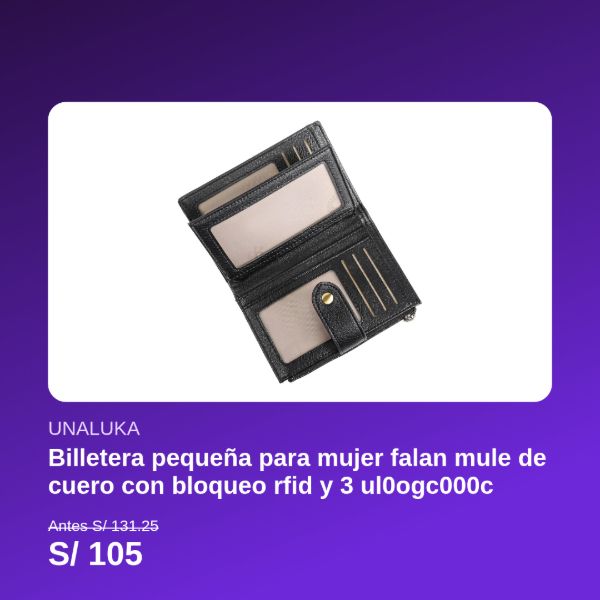 UNALUKA
Billetera pequeña para mujer falan mule de
cuero con bloqueo rfid y 3 ul0ogc000c
Antes S/ 131.25
S/ 105